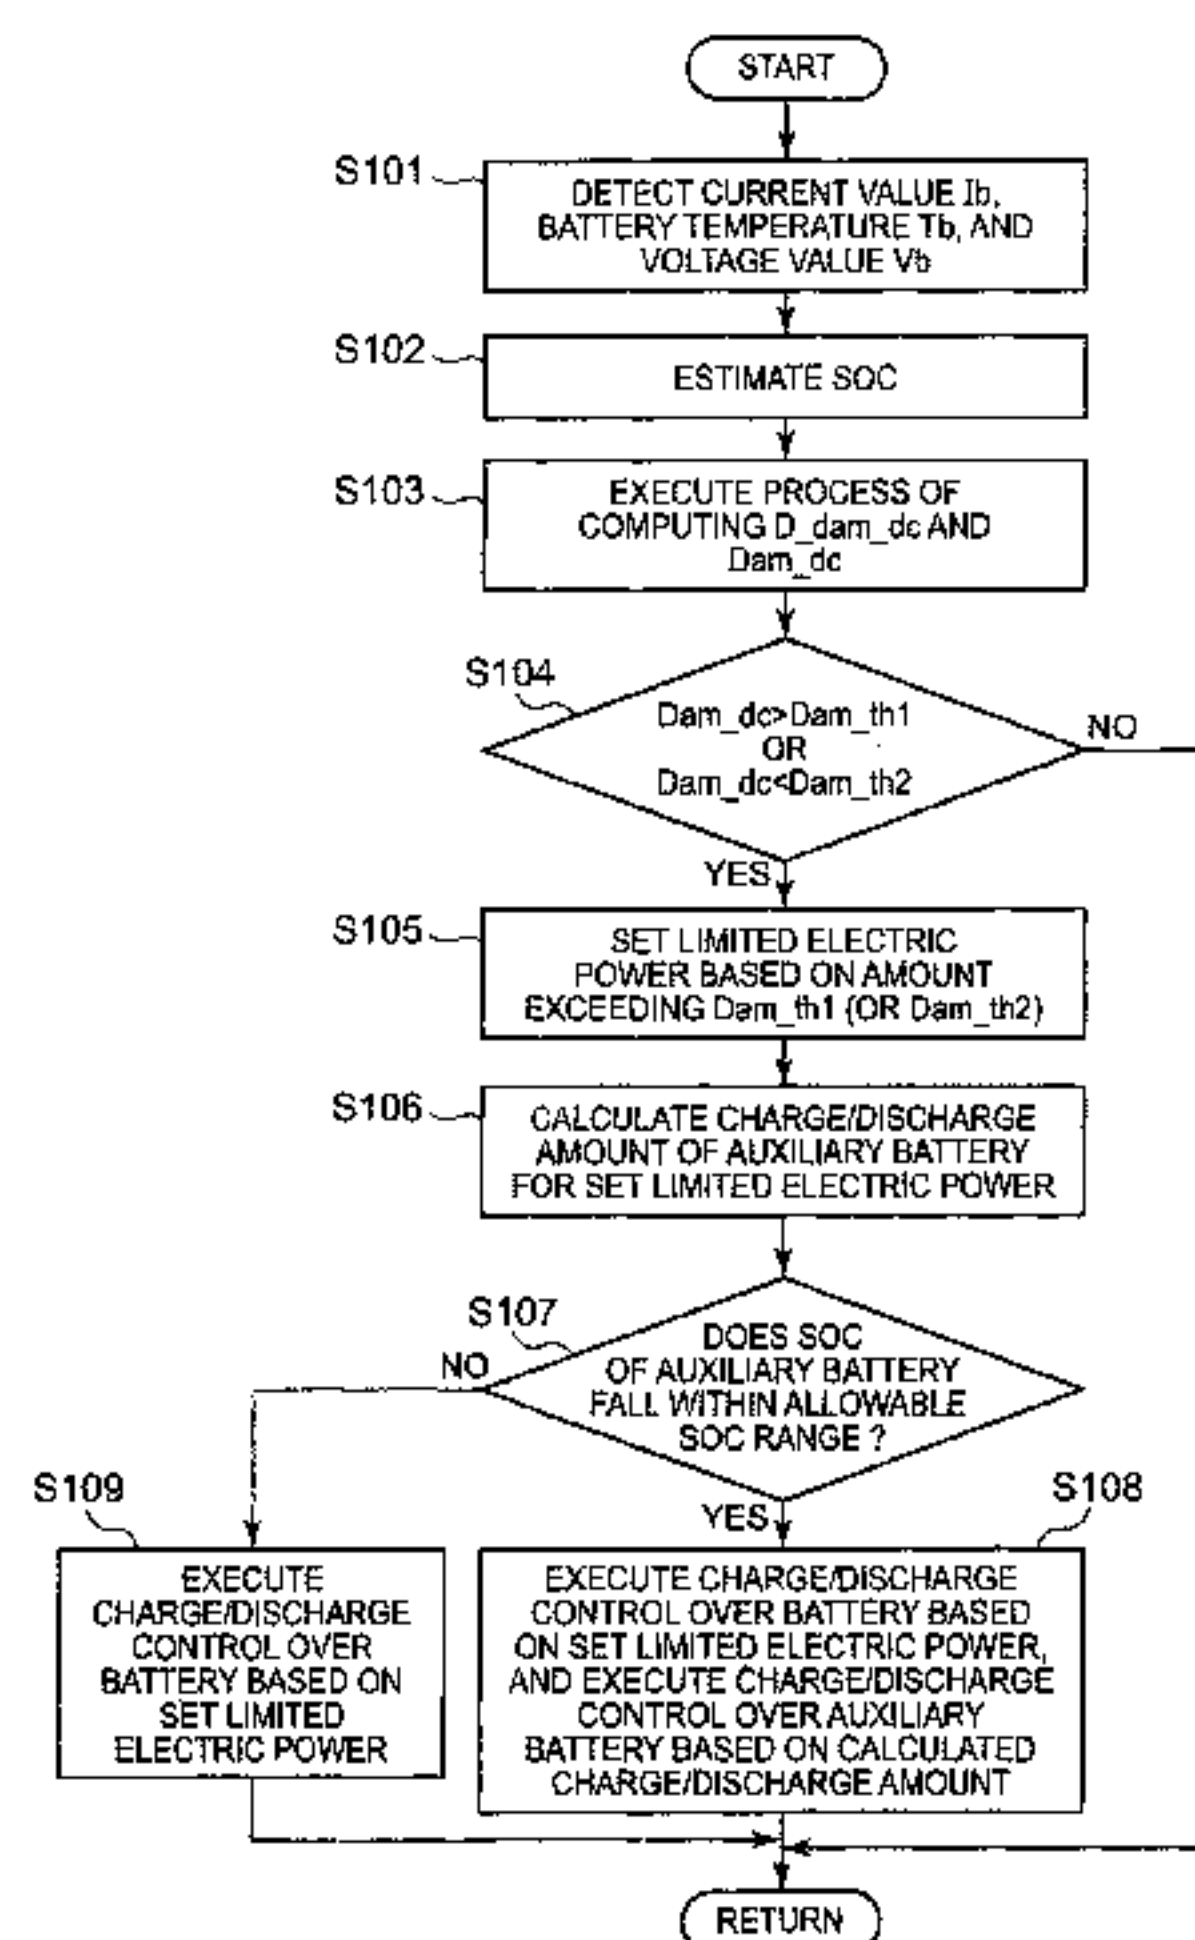 START
S101
DETECT CURRENT VALUE Ib,
BATTERY TEMPERATURE Tb, AND
VOLTAGE VALUE Vb
S102
ESTIMATE SOC
S103
EXECUTE PROCESS OF
COMPUTING D_dam_dc AND
Dam_dc
S104
Dam_dc>Dam_th1
OR
Dam_dc<Dam_th2
NO
YES
S105
SET LIMITED ELECTRIC
POWER BASED ON AMOUNT
EXCEEDING Dam_th1 (OR Dam_th2)
S106
CALCULATE CHARGE/DISCHARGE
AMOUNT OF AUXILIARY BATTERY
FOR SET LIMITED ELECTRIC POWER
S107
DOES SOC
OF AUXILIARY BATTERY
FALL WITHIN ALLOWABLE
SOC RANGE ?
NO
YES
S109
EXECUTE
CHARGE/DISCHARGE
CONTROL OVER
BATTERY BASED ON
SET LIMITED
ELECTRIC POWER
S108
EXECUTE CHARGE/DISCHARGE
CONTROL OVER BATTERY BASED
ON SET LIMITED ELECTRIC POWER,
AND EXECUTE CHARGE/DISCHARGE
CONTROL OVER AUXILIARY
BATTERY BASED ON CALCULATED
CHARGE/DISCHARGE AMOUNT
RETURN